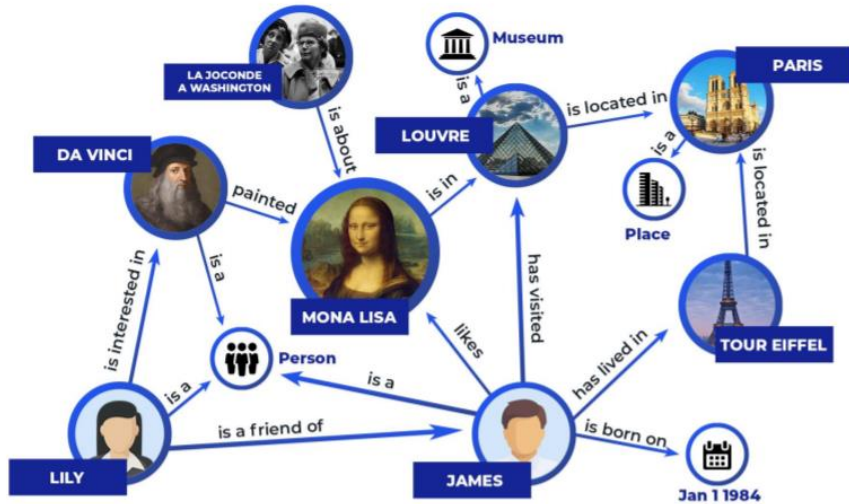 LA JOCONDE
A WASHINGTON
Museum
PARIS
is a
is located in
is about
LOUVRE
DA VINCI
is a
is located in
painted
is in
Place
is a
is interested in
has visited
MONA LISA
TOUR EIFFEL
likes
Person
has lived in
is a
is a
is a friend of
is born on
LILY
JAMES
Jan 1 1984